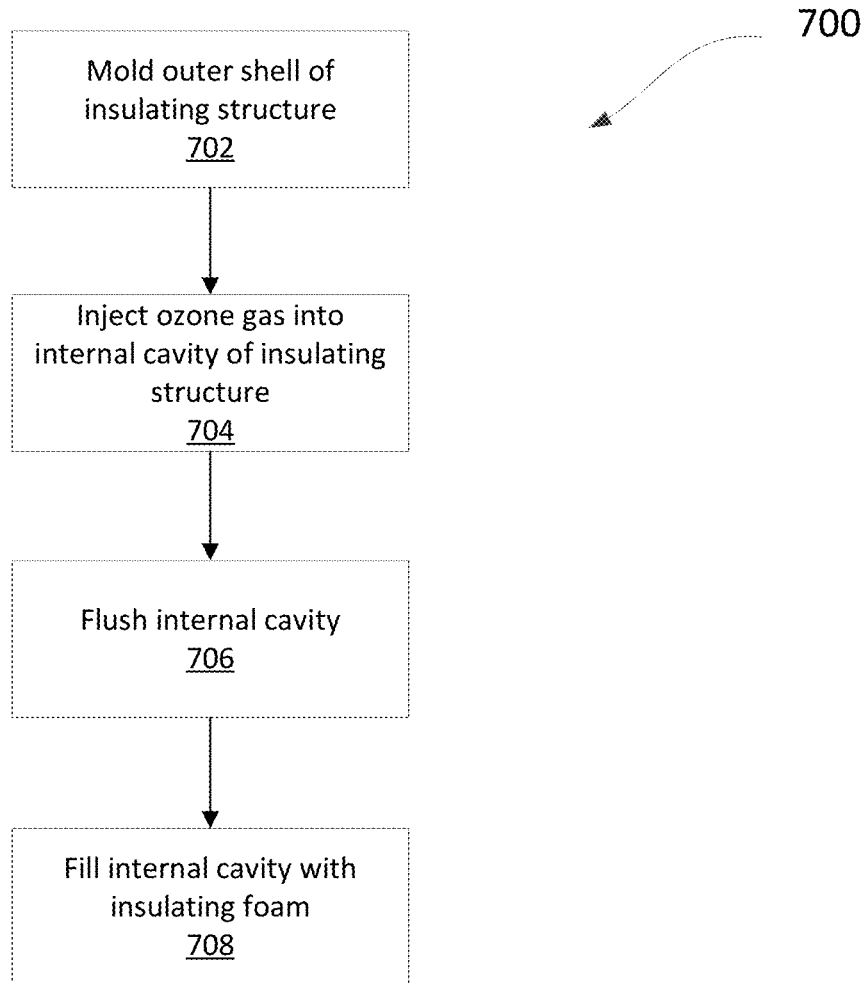 700
Mold outer shell of
insulating structure
702
Inject ozone gas into
internal cavity of insulating
structure
704
Flush internal cavity
706
Fill internal cavity with
insulating foam
708